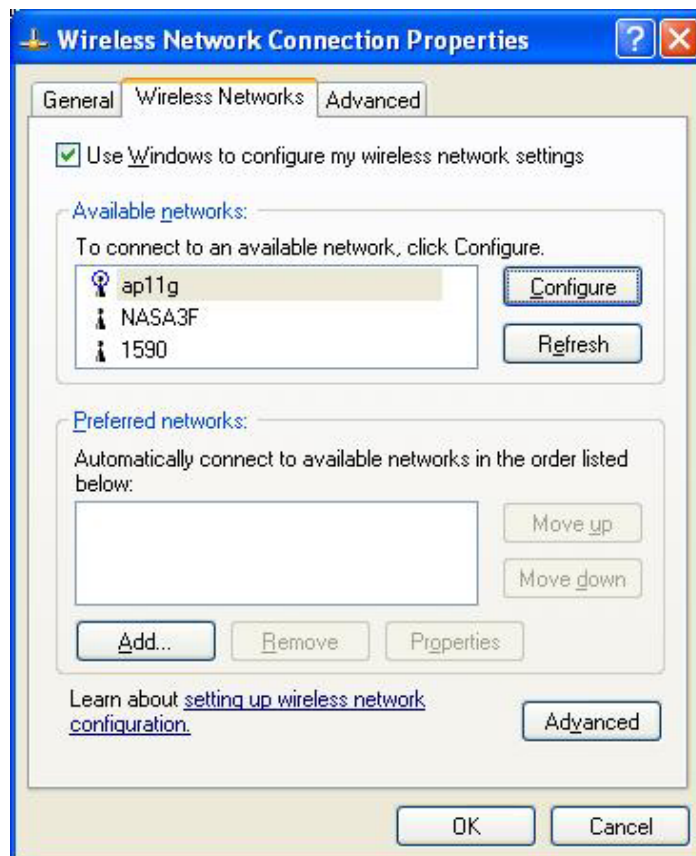 Wireless Network Connection Properties
General Wireless Networks Advanced
Use Windows to configure my wireless network settings
Available networks:
To connect to an available network, click Configure.
ap11g
Configure
NASA3F
1590
Refresh
Preferred networks:
Automatically connect to available networks in the order listed
below:
Move up
Move down
Add... Remove Properties
Learn about setting up wireless network
configuration.
Advanced
OK Cancel